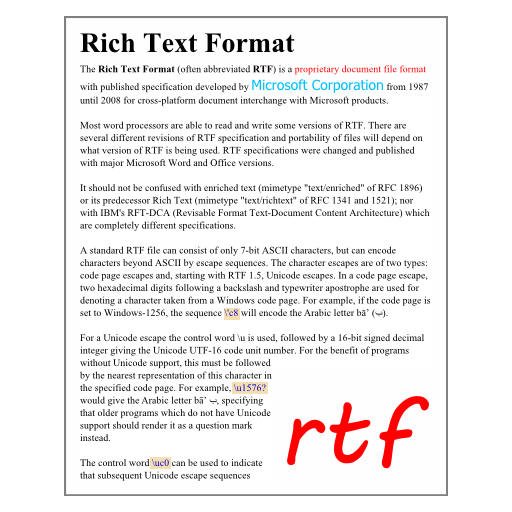 Rich Text Format
The Rich Text Format (often abbreviated RTF) is a proprietary document file format
with published specification developed by Microsoft Corporation from 1987
until 2008 for cross-platform document interchange with Microsoft products.
Most word processors are able to read and write some versions of RTF. There are
several different revisions of RTF specification and portability of files will depend on
what version of RTF is being used. RTF specifications were changed and published
with major Microsoft Word and Office versions.
It should not be confused with enriched text (mimetype "text/enriched" of RFC 1896)
or its predecessor Rich Text (mimetype "text/richtext" of RFC 1341 and 1521); nor
with IBM's RFT-DCA (Revisable Format Text-Document Content Architecture) which
are completely different specifications.
A standard RTF file can consist of only 7-bit ASCII characters, but can encode
characters beyond ASCII by escape sequences. The character escapes are of two types:
code page escapes and, starting with RTF 1.5, Unicode escapes. In a code page escape,
two hexadecimal digits following a backslash and typewriter apostrophe are used for
denoting a character taken from a Windows code page. For example, if the code page is
set to Windows-1256, the sequence \'c8 will encode the Arabic letter bāʼ (ب).
For a Unicode escape the control word \u is used, followed by a 16-bit signed decimal
integer giving the Unicode UTF-16 code unit number. For the benefit of programs
without Unicode support, this must be followed
by the nearest representation of this character in
the specified code page. For example, \u1576?
would give the Arabic letter bāʼ ب, specifying
that older programs which do not have Unicode
support should render it as a question mark
instead.
The control word \uc0 can be used to indicate
that subsequent Unicode escape sequences
rtf